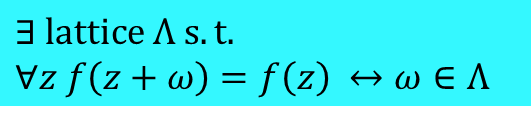 ∃ lattice Λ s. t.
∀z f(z + ω) = f(z) ↔ ω ∈ Λ